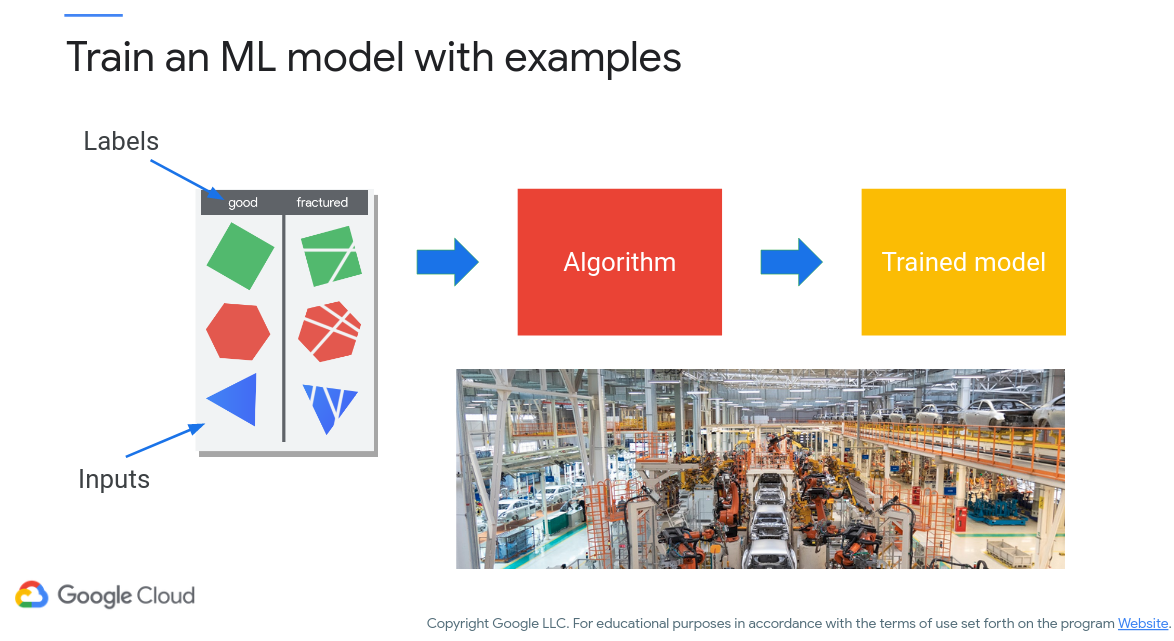 Train an ML model with examples
Labels
good fractured
Algorithm
Trained model
Inputs
Google Cloud
Copyright Google LLC. For educational purposes in accordance with the terms of use set forth on the program Website.